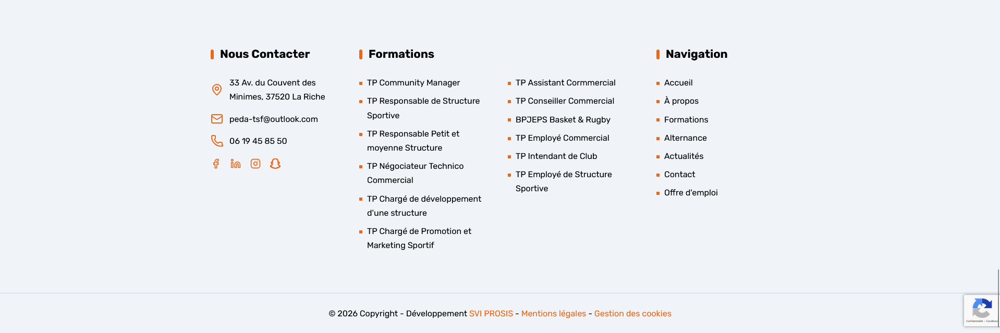 Nous Contacter
33 Av. du Couvent des
Minimes, 37520 La Riche
peda-tsf@outlook.com
06 19 45 85 50
Formations
TP Community Manager
TP Responsable de Structure
Sportive
TP Responsable Petit et
moyenne Structure
TP Négociateur Technico
Commercial
TP Chargé de développement
d'une structure
TP Chargé de Promotion et
Marketing Sportif
TP Assistant Cormmercial
TP Conseiller Commercial
BPJEPS Basket & Rugby
TP Employé Commercial
TP Intendant de Club
TP Employé de Structure
Sportive
Navigation
Accueil
À propos
Formations
Alternance
Actualités
Contact
Offre d'emploi
© 2026 Copyright - Développement SVI PROSIS - Mentions légales - Gestion des cookies
Confidentialité - Conditions